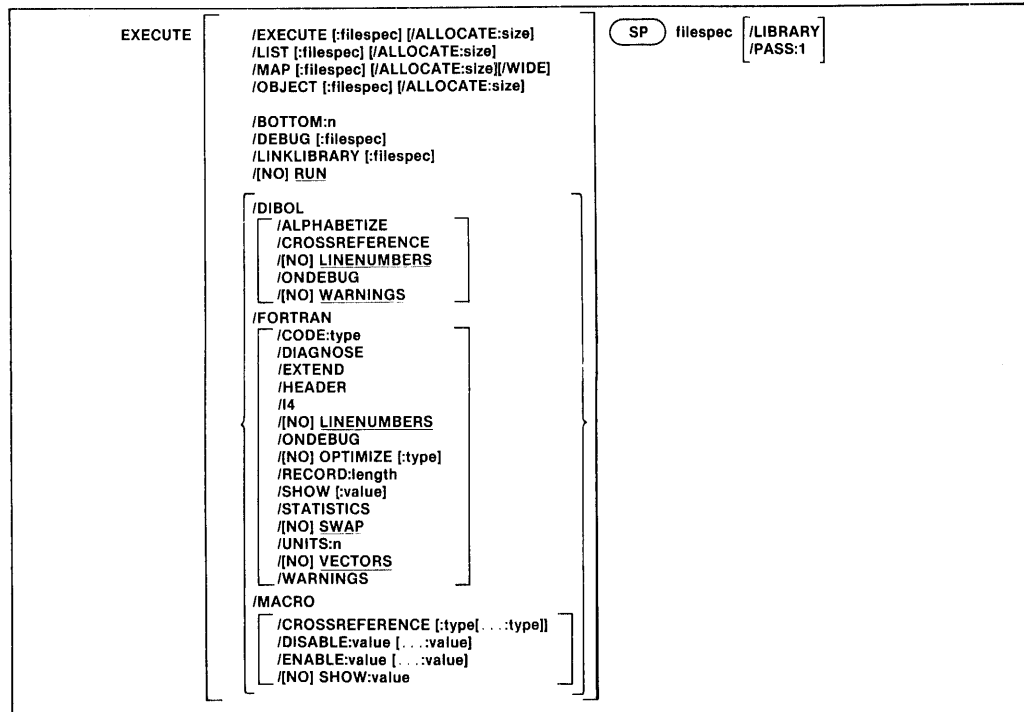 EXECUTE /EXECUTE [:filespec] [/ALLOCATE:size] SP filespec /LIBRARY
/LIST [:filespec] [/ALLOCATE:size] /PASS:1
/MAP [:filespec] [/ALLOCATE:size][/WIDE]
/OBJECT [:filespec] [/ALLOCATE:size]
/BOTTOM:n
/DEBUG [:filespec]
/LINKLIBRARY [:filespec]
/[NO] RUN
/DIBOL
/ALPHABETIZE
/CROSSREFERENCE
/[NO] LINENUMBERS
/ONDEBUG
/[NO] WARNINGS
/FORTRAN
/CODE:type
/DIAGNOSE
/EXTEND
/HEADER
/I4
/[NO] LINENUMBERS
/ONDEBUG
/[NO] OPTIMIZE [:type]
/RECORD:length
/SHOW [:value]
/STATISTICS
/[NO] SWAP
/UNITS:n
/[NO] VECTORS
/WARNINGS
/MACRO
/CROSSREFERENCE [:type[. . .:type]]
/DISABLE:value [. . .:value]
/ENABLE:value [. . .:value]
/[NO] SHOW:value